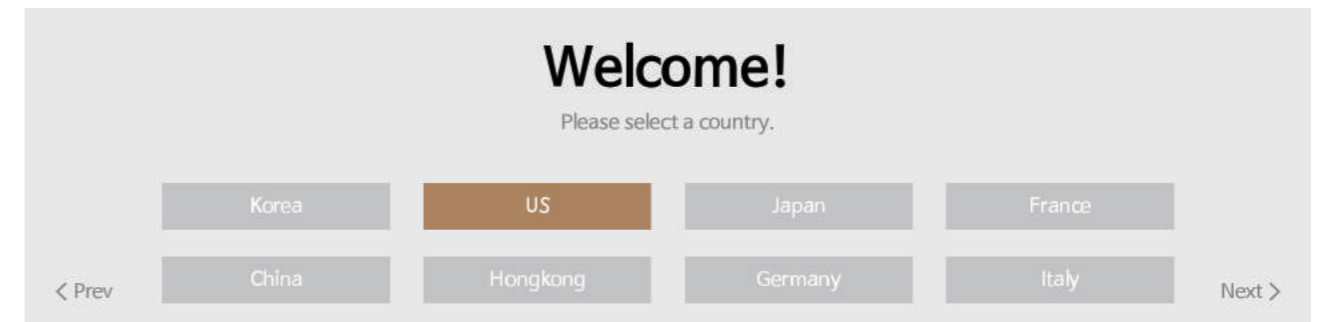 Welcome!
Please select a country.
Korea US Japan France
China Hongkong Germany Italy
< Prev Next >